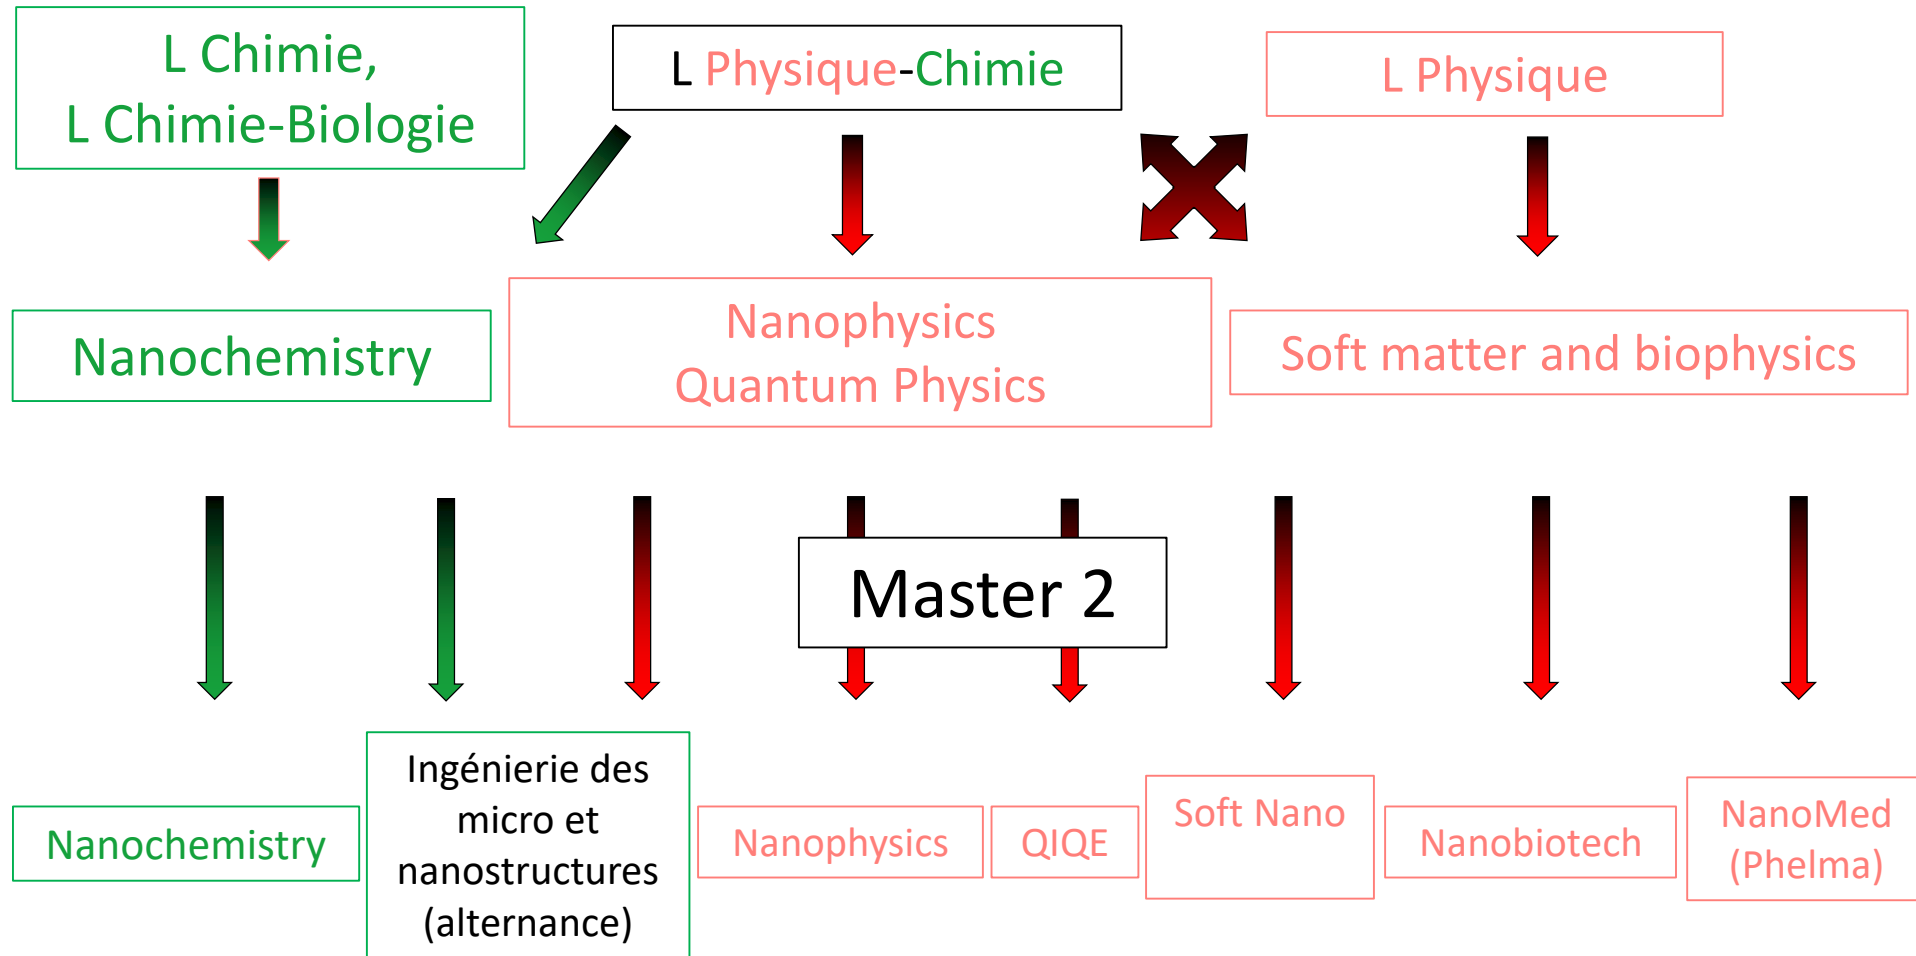 L Chimie,
L Chimie-Biologie
L Physique-Chimie
L Physique
Nanochemistry
Nanophysics
Quantum Physics
Soft matter and biophysics
Master 2
Nanochemistry
Ingénierie des
micro et
nanostructures
(alternance)
Nanophysics
QIQE
Soft Nano
Nanobiotech
NanoMed
(Phelma)